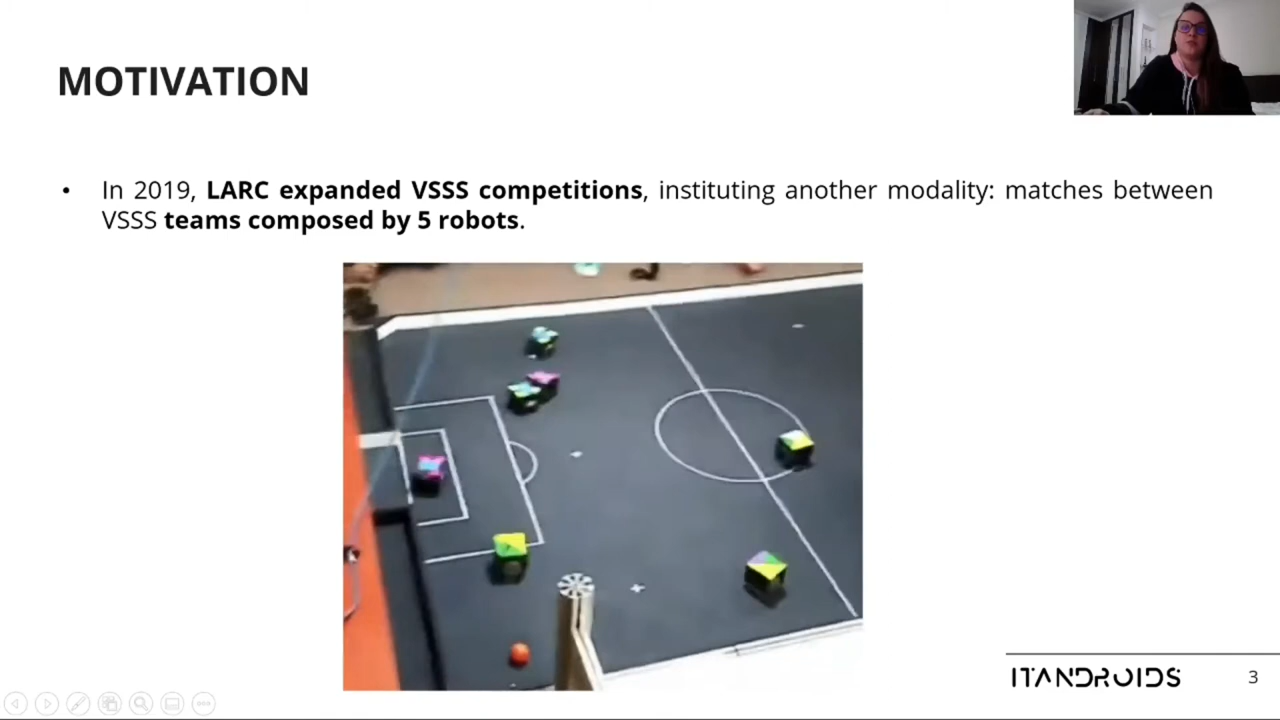 MOTIVATION
• In 2019, LARC expanded VSSS competitions, instituting another modality: matches between
VSSS teams composed by 5 robots.
ITANDROIDS
3